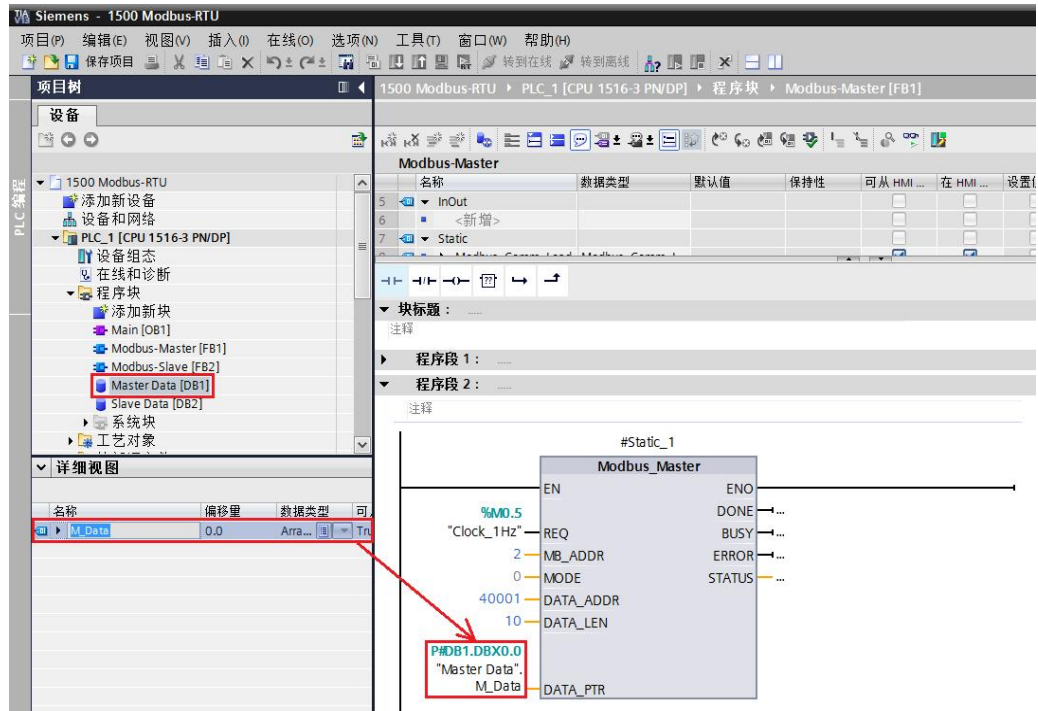 Siemens - 1500 Modbus-RTU
项目(P) 编辑(E) 视图(V) 插入(I) 在线(O) 选项(N) 工具(T) 窗口(W) 帮助(H)
保存项目 转到在线 转到离线
项目树
1500 Modbus-RTU PLC_1 [CPU 1516-3 PN/DP] 程序块 Modbus-Master [FB1]
设备
PLC 编程
1500 Modbus-RTU
添加新设备
设备和网络
PLC_1 [CPU 1516-3 PN/DP]
设备组态
在线和诊断
程序块
添加新块
Main [OB1]
Modbus-Master [FB1]
Modbus-Slave [FB2]
Master Data [DB1]
Slave Data [DB2]
系统块
工艺对象
详细视图
名称 偏移量 数据类型 可
M_Data 0.0 Arra... Tru
Modbus-Master
名称 数据类型 默认值 保持性 可从 HMI ... 在 HMI ... 设置
5 InOut
6 <新增>
7 Static
块标题： ......
注释
程序段 1： ......
程序段 2： ......
注释
#Static_1
Modbus_Master
EN ENO
%M0.5
"Clock_1Hz" REQ
2 MB_ADDR
0 MODE
40001 DATA_ADDR
10 DATA_LEN
P#DB1.DBX0.0
"Master Data".
M_Data DATA_PTR
DONE ...
BUSY ...
ERROR ...
STATUS ...